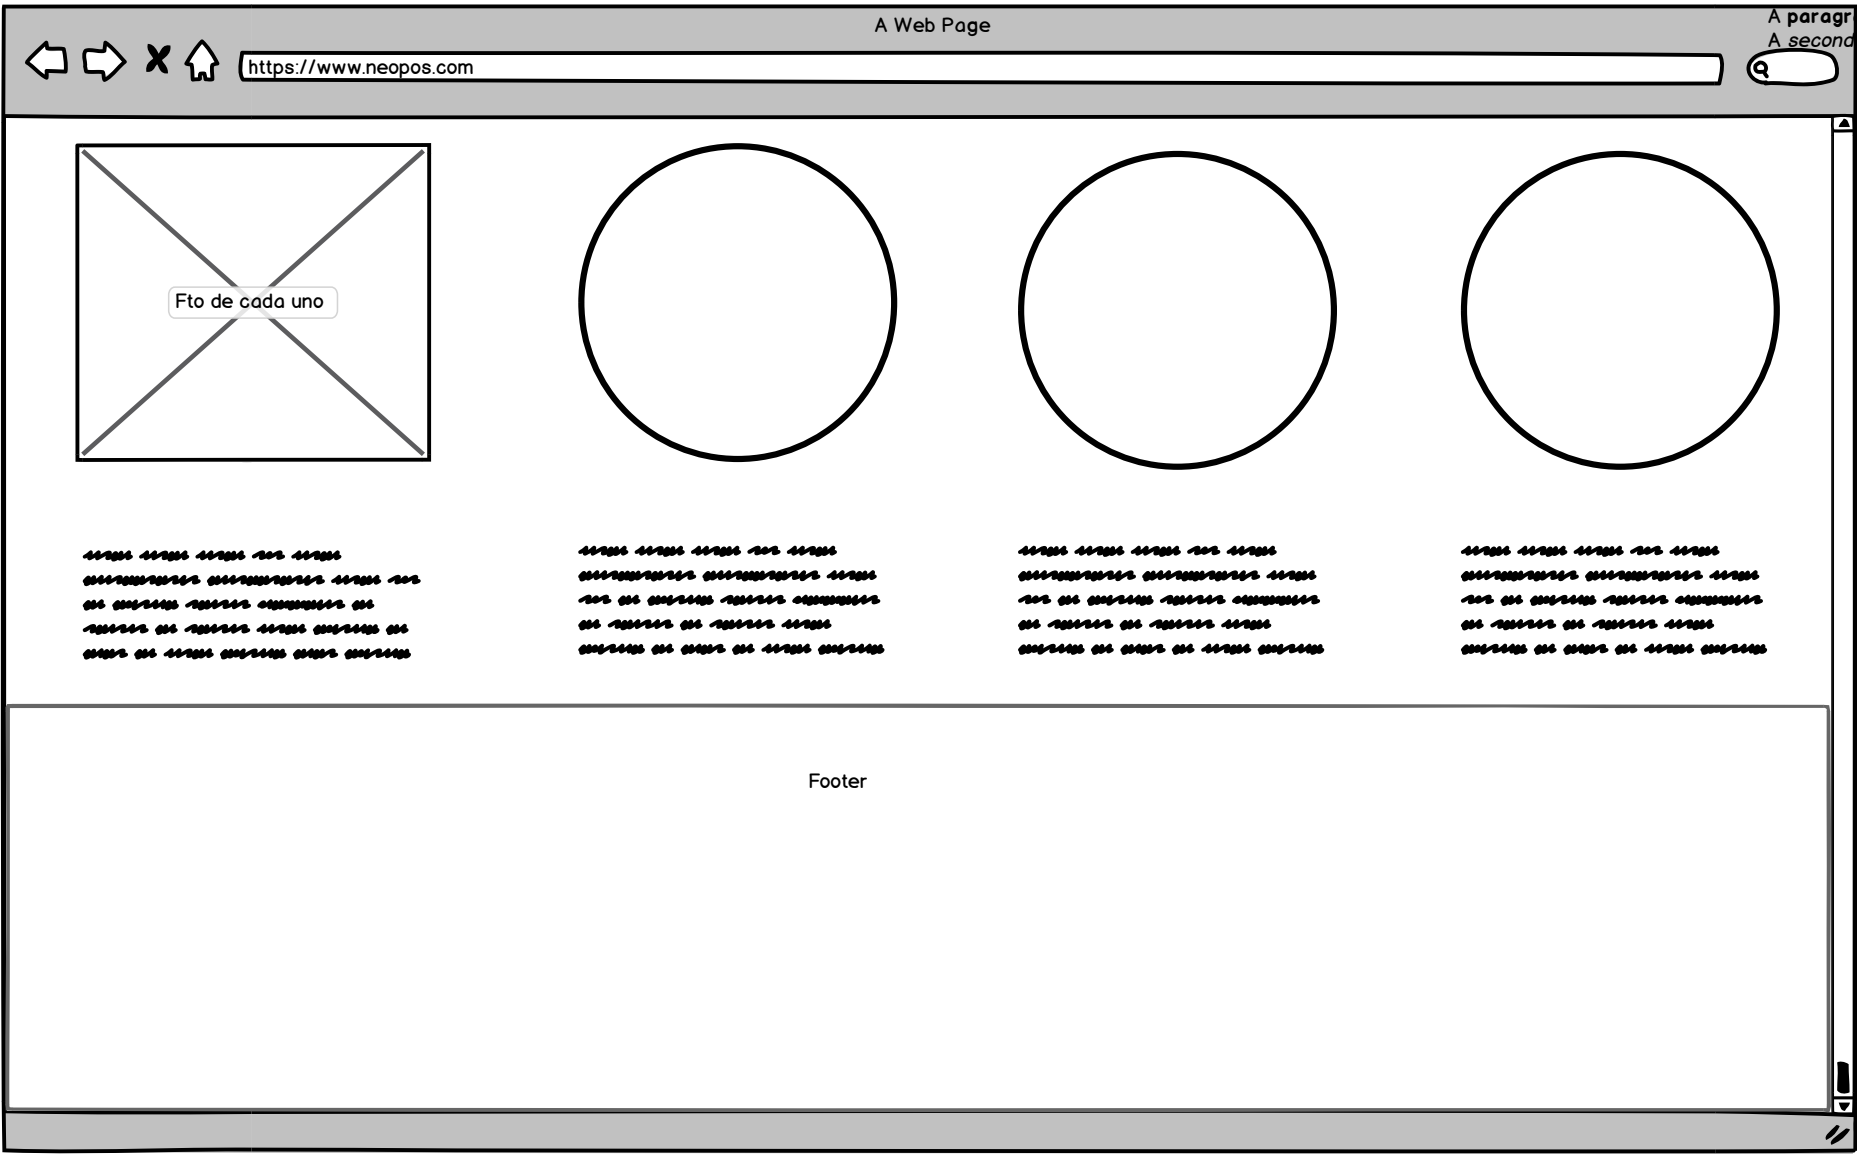 A Web Page
A paragr
A second
https://www.neopos.com
Fto de cada uno
Footer